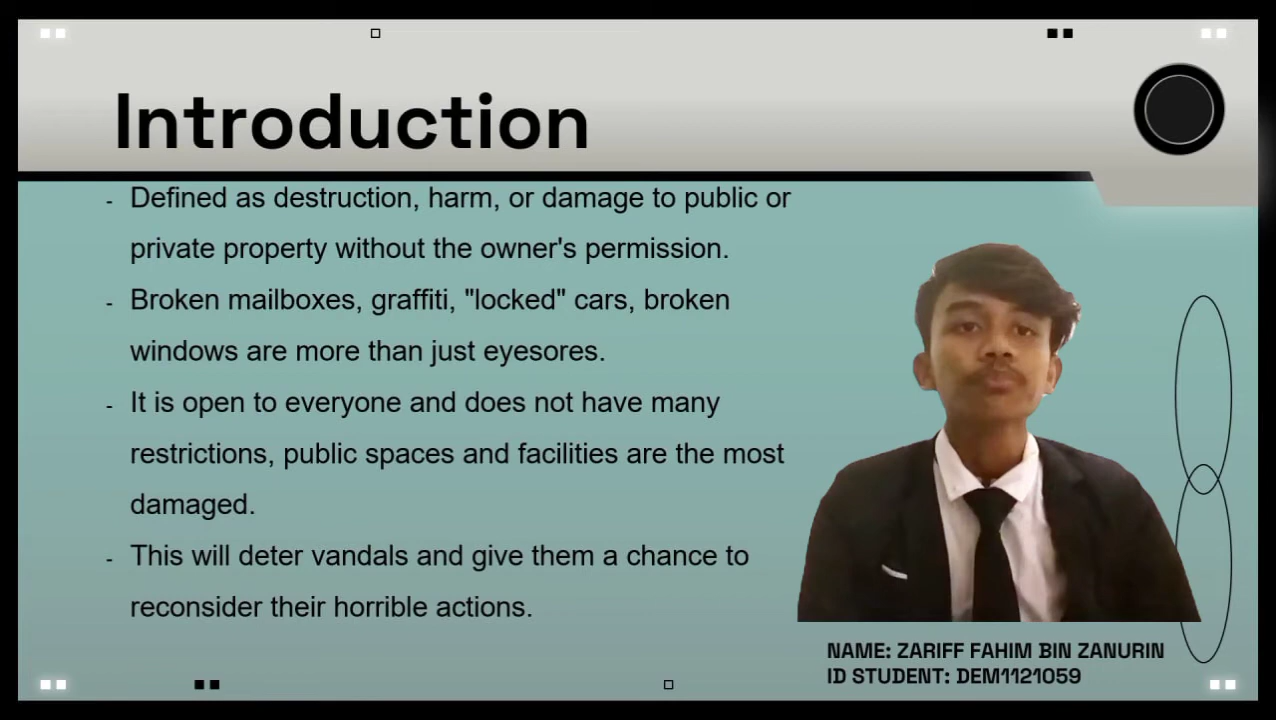 Introduction
- Defined as destruction, harm, or damage to public or
private property without the owner's permission.
- Broken mailboxes, graffiti, "locked" cars, broken
windows are more than just eyesores.
- It is open to everyone and does not have many
restrictions, public spaces and facilities are the most
damaged.
- This will deter vandals and give them a chance to
reconsider their horrible actions.
NAME: ZARIFF FAHIM BIN ZANURIN
ID STUDENT: DEM1121059